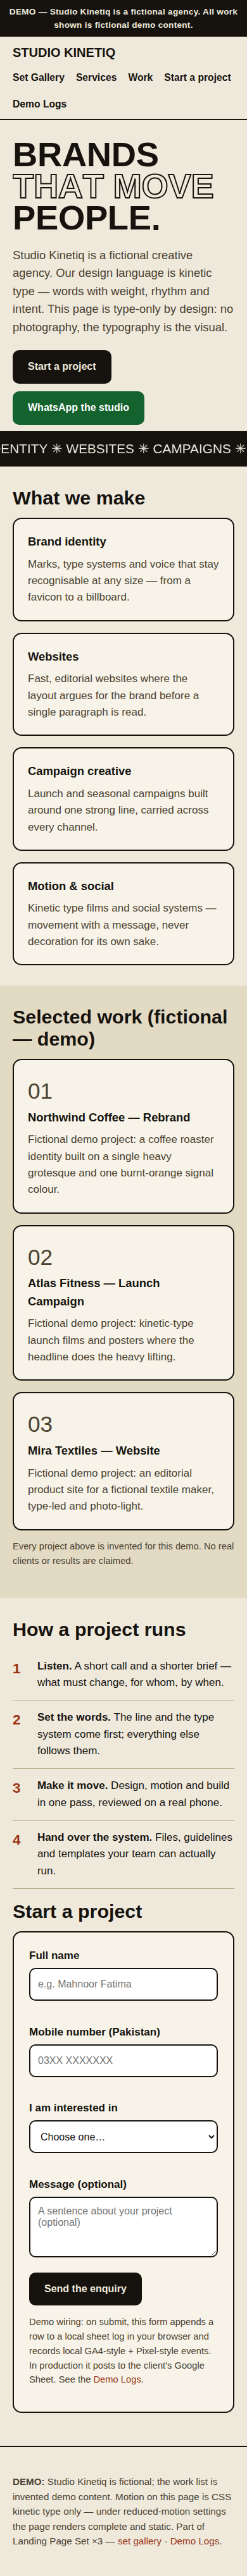 DEMO — Studio Kinetiq is a fictional agency. All work
shown is fictional demo content.
STUDIO KINETIQ
Set Gallery Services Work Start a project
Demo Logs
BRANDS
THAT MOVE
PEOPLE.
Studio Kinetiq is a fictional creative
agency. Our design language is kinetic
type — words with weight, rhythm and
intent. This page is type-only by design: no
photography, the typography is the visual.
Start a project
WhatsApp the studio
ENTITY ✳ WEBSITES ✳ CAMPAIGNS ✳
What we make
Brand identity
Marks, type systems and voice that stay
recognisable at any size — from a
favicon to a billboard.
Websites
Fast, editorial websites where the
layout argues for the brand before a
single paragraph is read.
Campaign creative
Launch and seasonal campaigns built
around one strong line, carried across
every channel.
Motion & social
Kinetic type films and social systems —
movement with a message, never
decoration for its own sake.
Selected work (fictional
— demo)
01
Northwind Coffee — Rebrand
Fictional demo project: a coffee roaster
identity built on a single heavy
grotesque and one burnt-orange signal
colour.
02
Atlas Fitness — Launch
Campaign
Fictional demo project: kinetic-type
launch films and posters where the
headline does the heavy lifting.
03
Mira Textiles — Website
Fictional demo project: an editorial
product site for a fictional textile maker,
type-led and photo-light.
Every project above is invented for this demo. No real
clients or results are claimed.
How a project runs
1 Listen. A short call and a shorter brief —
what must change, for whom, by when.
2 Set the words. The line and the type
system come first; everything else
follows them.
3 Make it move. Design, motion and build
in one pass, reviewed on a real phone.
4 Hand over the system. Files, guidelines
and templates your team can actually
run.
Start a project
Full name
e.g. Mahnoor Fatima
Mobile number (Pakistan)
03XX XXXXXXX
I am interested in
Choose one…
Message (optional)
A sentence about your project
(optional)
Send the enquiry
Demo wiring: on submit, this form appends a
row to a local sheet log in your browser and
records local GA4-style + Pixel-style events.
In production it posts to the client's Google
Sheet. See the Demo Logs.
DEMO: Studio Kinetiq is fictional; the work list is
invented demo content. Motion on this page is CSS
kinetic type only — under reduced-motion settings
the page renders complete and static. Part of
Landing Page Set ×3 — set gallery · Demo Logs.